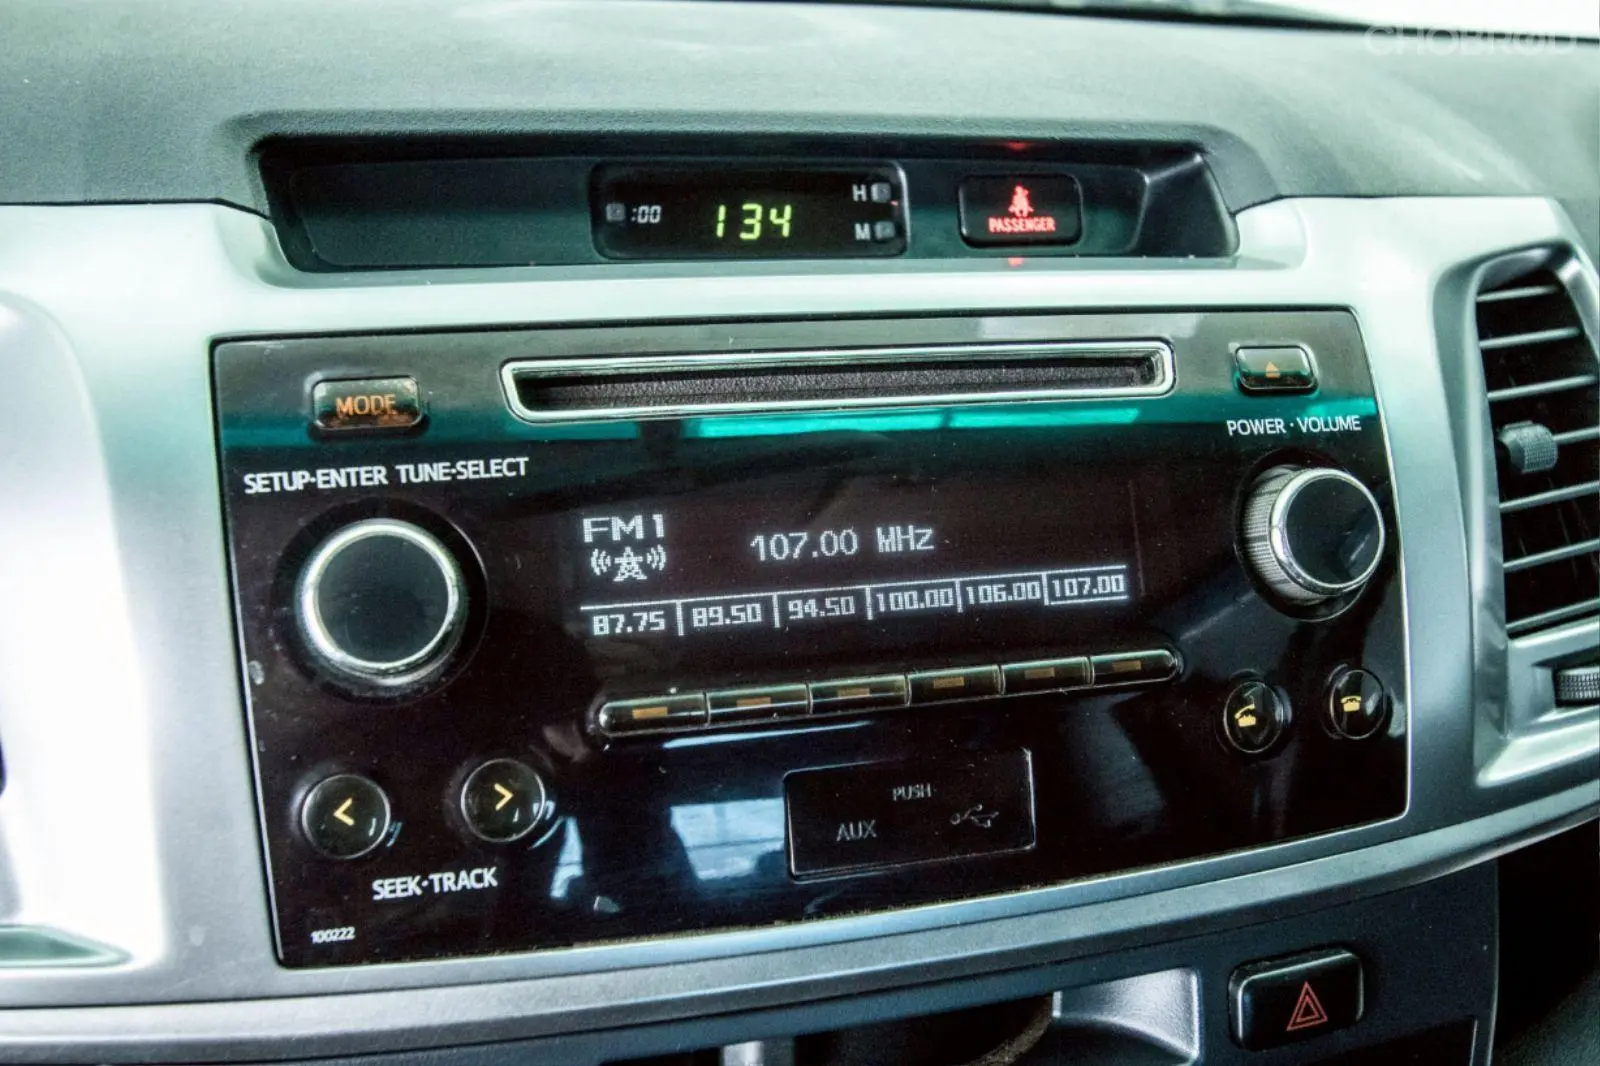 CHOBROD
:00 134 H
M
PASSENGER
MODE
POWER·VOLUME
SETUP·ENTER TUNE·SELECT
FM1
107.00 MHz
87.75 89.50 94.50 100.00 106.00 107.00
PUSH
AUX
SEEK·TRACK
100222